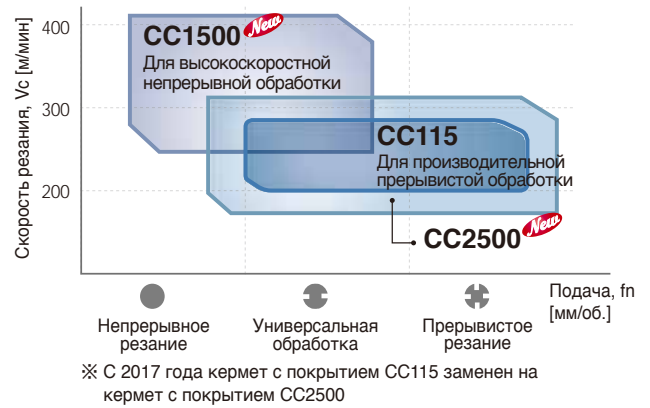 Скорость резания, Vc [м/мин]
400
300
200
CC1500 New
Для высокоскоростной
непрерывной обработки
CC115
Для производительной
прерывистой обработки
CC2500 New
Подача, fn
[мм/об.]
Непрерывное
резание
Универсальная
обработка
Прерывистое
резание
※ С 2017 года кермет с покрытием СС115 заменен на
кермет с покрытием СС2500